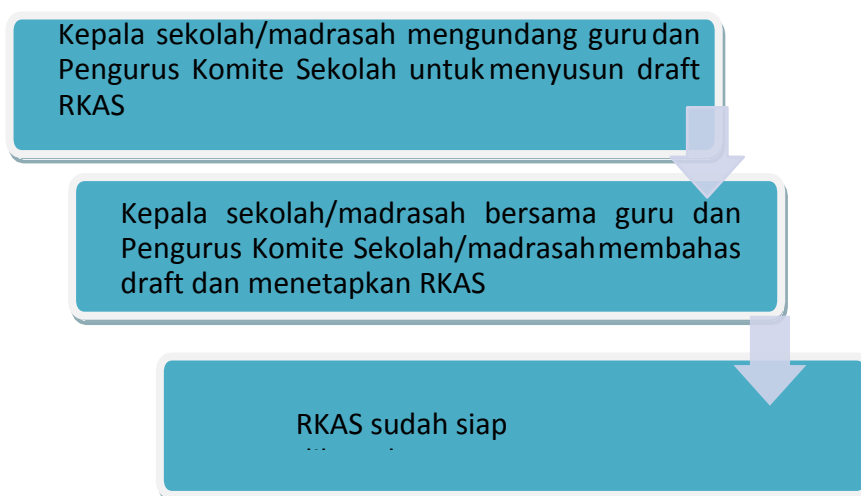 Kepala sekolah/madrasah mengundang guru dan
Pengurus Komite Sekolah untuk menyusun draft
RKAS
Kepala sekolah/madrasah bersama guru dan
Pengurus Komite Sekolah/madrasah membahas
draft dan menetapkan RKAS
RKAS sudah siap